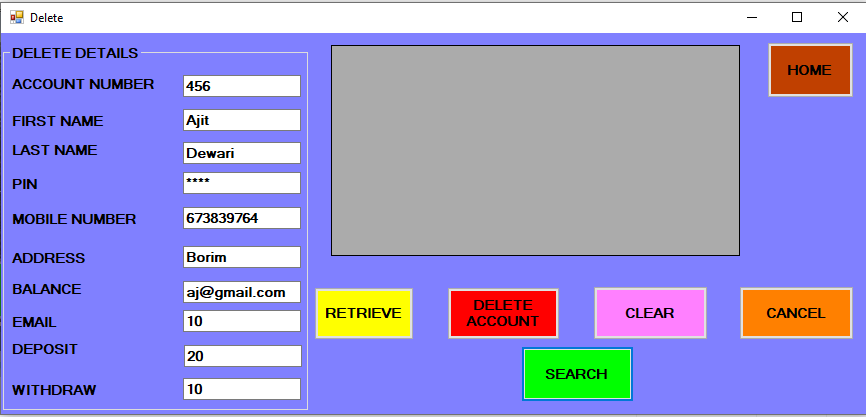 Delete
DELETE DETAILS
ACCOUNT NUMBER 456
FIRST NAME Ajit
LAST NAME Dewari
PIN ****
MOBILE NUMBER 673839764
ADDRESS Borim
BALANCE aj@gmail.com
EMAIL 10
DEPOSIT 20
WITHDRAW 10
HOME
RETRIEVE
DELETE
ACCOUNT
CLEAR
CANCEL
SEARCH